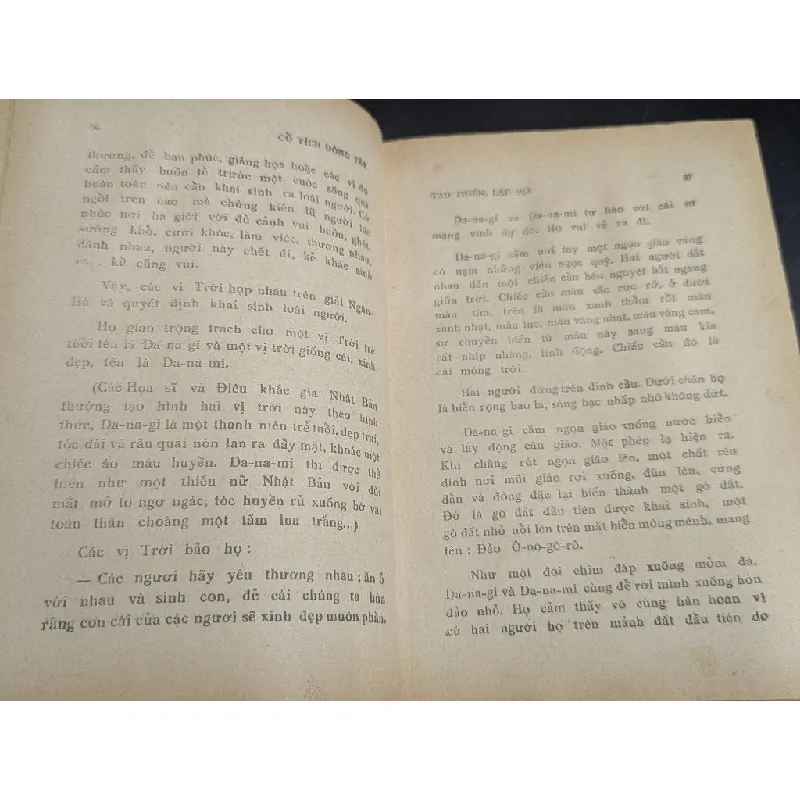 56
CỔ TÍCH ĐÔNG TÂY
thương, để ban phúc, giáng họa hoặc các vị đó
cảm thấy buồn tẻ trước một cuộc sống quá
hoàn toàn nên cần khai sinh ra loài người. Có
ngồi trên cao mà chứng kiến lũ người lúc
nhúc nơi hạ giới với đủ cảnh vui buồn, ghét,
sướng khổ, cười khóc, làm việc, thương nhau,
đánh nhau, người này chết đi, kẻ khác sinh
ra... kể cũng vui.
Vậy, các vị Trời họp nhau trên giải Ngân-
Hà và quyết định khai sinh loài người.
Họ giao trọng trách cho một vị Trời trẻ
tuổi tên là Da-na-gi và một vị trời giống cái, xinh
đẹp, tên là Da-na-mi.
(Các Họa sĩ và Điêu khắc gia Nhật Bản
thường tạo hình hai vị trời này theo hình
thức, Da-na-gi là một thanh niên trẻ tuổi, đẹp trai,
tóc dài và râu quai nón lan ra đầy mặt, khoác một
chiếc áo màu huyền. Da-na-mi thì được thể
hiện như một thiếu nữ Nhật Bản với đôi
mắt mở to ngơ ngác, tóc huyền rủ xuống bờ vai
toàn thân choàng một tấm lụa trắng...)
Các vị Trời bảo họ :
— Các ngươi hãy yêu thương nhau ; ăn ở
với nhau và sinh con, để cái chúng ta hứa
rằng con cái của các ngươi sẽ xinh đẹp muôn phần.
TẠO THIÊN, LẬP ĐỊA
57
Da-na-gi và Da-na-mi tự hào với cái sứ
mạng vinh dự đó. Họ vui vẻ ra đi.
Da-na-gi cầm nơi tay một ngọn giáo vàng
có nạm những viên ngọc quý. Hai người dắt
nhau đến một chiếc cầu bán nguyệt bắt ngang
giữa trời. Chiếc cầu màu sắc rực rỡ, ở dưới
màu tím, trên là màu xanh thẫm rồi màu
xanh nhạt, màu lục, màu vàng nhạt, màu vàng cam,
sự chuyển biến từ màu này sang màu kia
rất nhịp nhàng, linh động. Chiếc cầu đó là
cái mống trời.
Hai người đứng trên đỉnh cầu. Dưới chân họ
là biển rộng bao la, sóng bạc nhấp nhô không dứt.
Da-na-gi cắm ngọn giáo xuống nước biển
và lay động cán giáo. Một phép lạ hiện ra.
Khi chàng rút ngọn giáo lên, một chất rền
dính nơi mũi giáo rơi xuống, đùn lên, cứng
dần và đông đặc lại biến thành một gò đất.
Đó là gò đất đầu tiên được khai sinh, một
gò đất nhỏ nổi lên trên mặt biển mông mênh, mang
tên : Đảo Ô-nô-gô-rô.
Như một đôi chim đáp xuống mỏm đá,
Da-na-gi và Da-na-mi cùng để rơi mình xuống hòn
đảo nhỏ. Họ cảm thấy vô cùng hân hoan vì
cứ hai người họ trên mảnh đất đầu tiên do